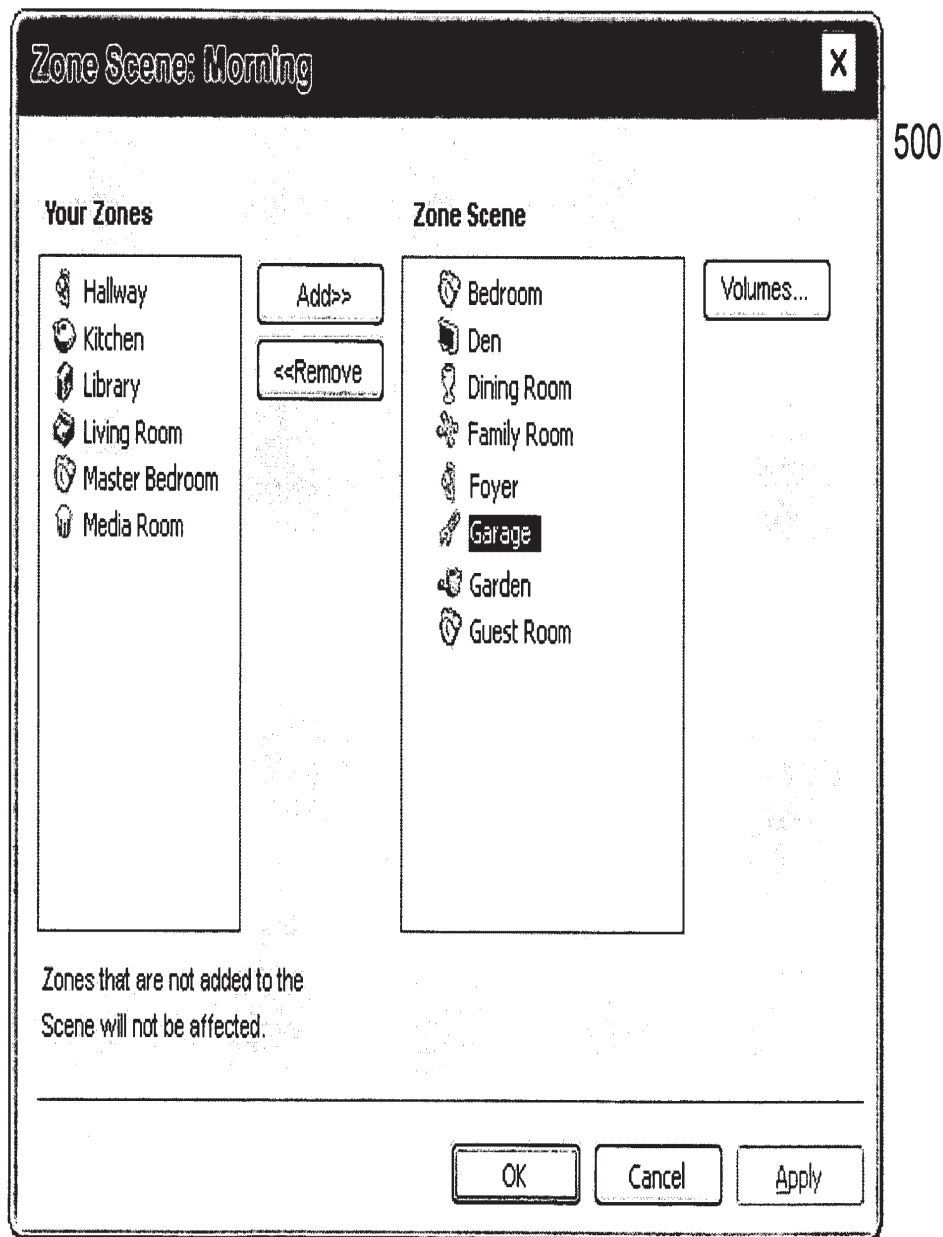 Zone Scene: Morning
X
500
Your Zones
Hallway
Kitchen
Library
Living Room
Master Bedroom
Media Room
Add>>
<<Remove
Zone Scene
Bedroom
Den
Dining Room
Family Room
Foyer
Garage
Garden
Guest Room
Volumes...
Zones that are not added to the
Scene will not be affected.
OK
Cancel
Apply